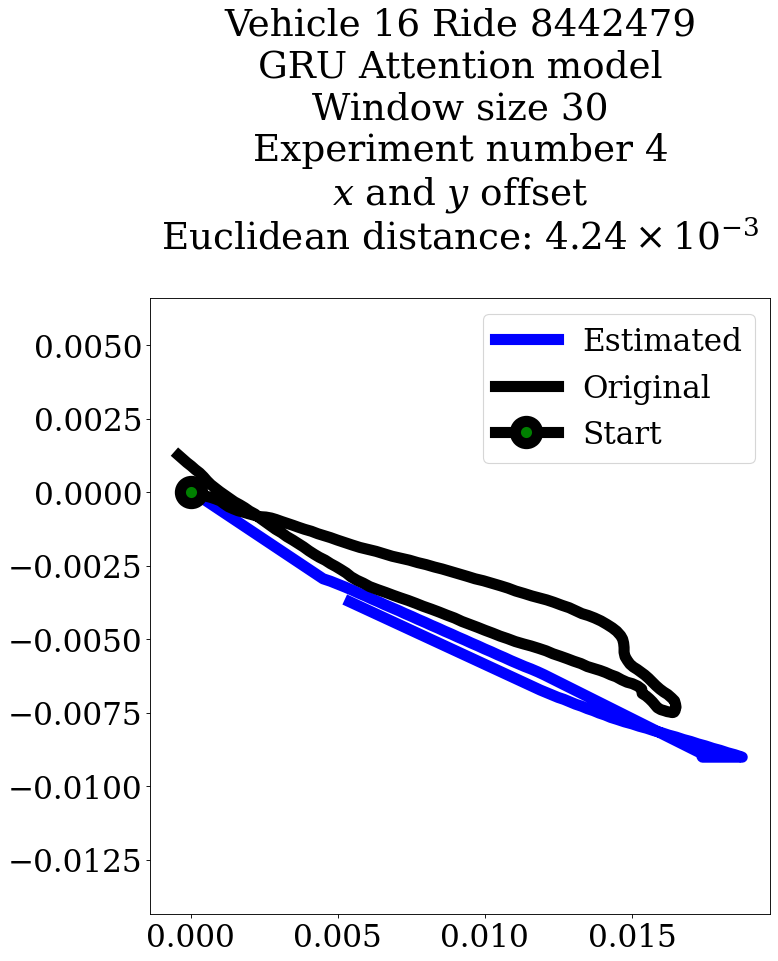 Vehicle 16 Ride 8442479
GRU Attention model
Window size 30
Experiment number 4
x and y offset
Euclidean distance: 4.24 × 10⁻³
Estimated
Original
Start
0.0050
0.0025
0.0000
−0.0025
−0.0050
−0.0075
−0.0100
−0.0125
0.000 0.005 0.010 0.015